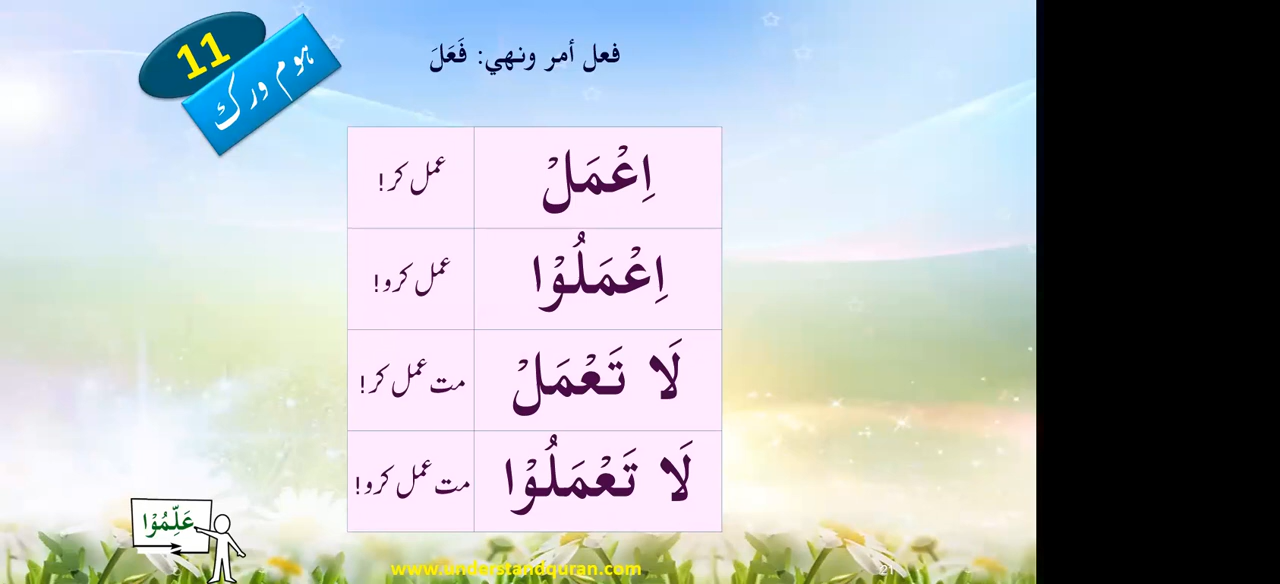 11
ہوم ورک
فعل أمر ونهي: فَعَلَ
اِعْمَلْ عمل کر!
اِعْمَلُوْا عمل کرو!
لَا تَعْمَلْ مت عمل کر!
لَا تَعْمَلُوْا مت عمل کرو!
عَلِّمُوْا
www.understandquran.com
21